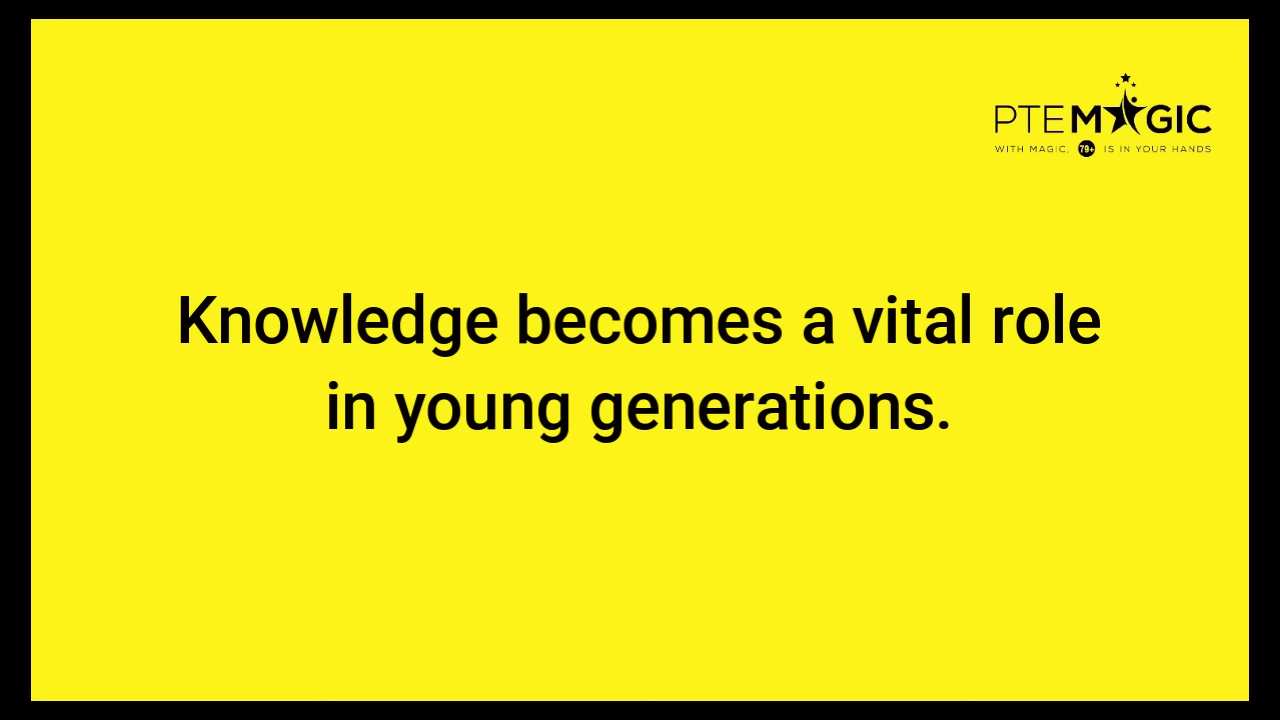 PTEMAGIC
WITH MAGIC, 79+ IS IN YOUR HANDS
Knowledge becomes a vital role
in young generations.